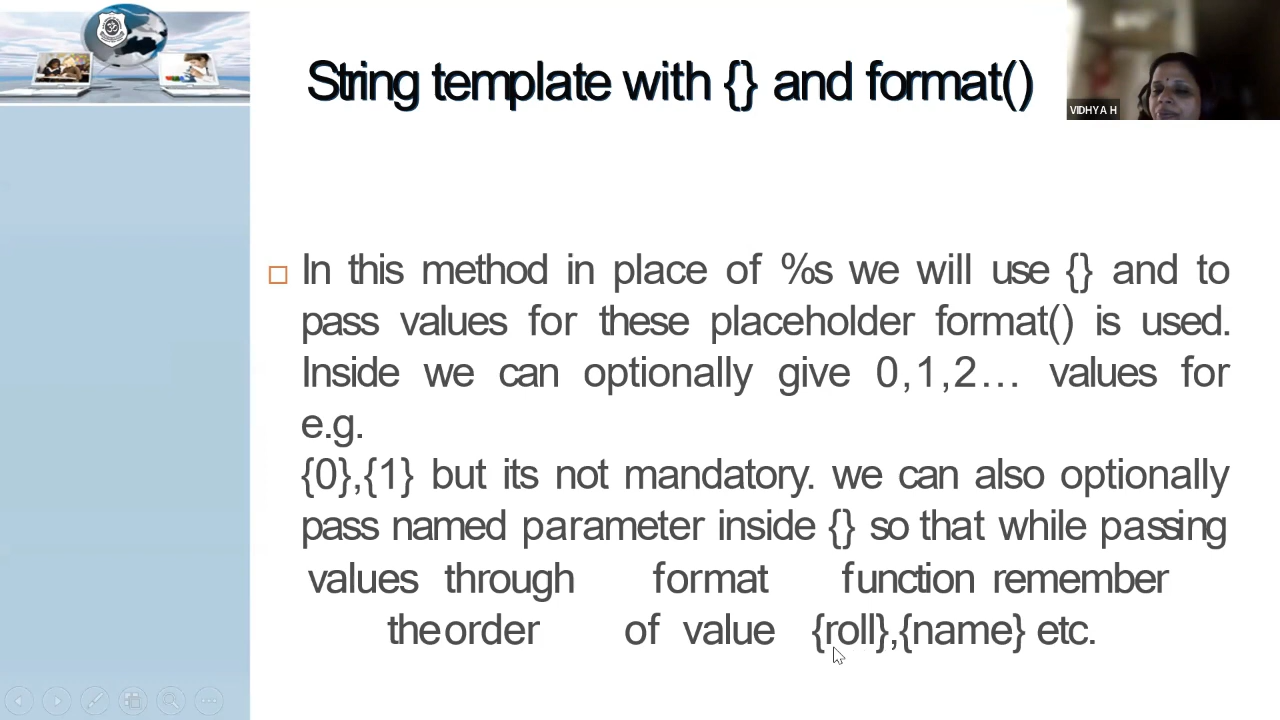 String template with {} and format()
VIDHYA H
In this method in place of %s we will use {} and to
pass values for these placeholder format() is used.
Inside we can optionally give 0,1,2… values for
e.g.
{0},{1} but its not mandatory. we can also optionally
pass named parameter inside {} so that while passing
values through format function remember
theorder of value {roll},{name} etc.